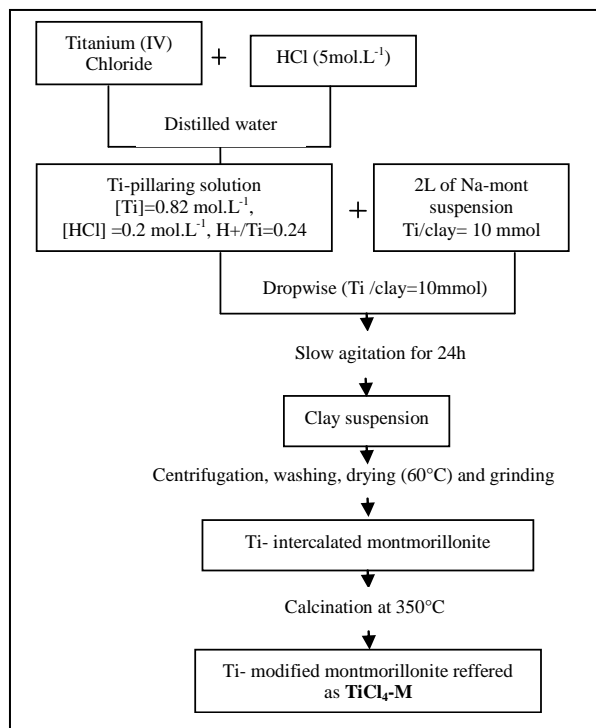 Titanium (IV)
Chloride
+
HCl (5mol.L⁻¹)
Distilled water
Ti-pillaring solution
[Ti]=0.82 mol.L⁻¹,
[HCl] =0.2 mol.L⁻¹, H+/Ti=0.24
+
2L of Na-mont
suspension
Ti/clay= 10 mmol
Dropwise (Ti /clay=10mmol)
Slow agitation for 24h
Clay suspension
Centrifugation, washing, drying (60°C) and grinding
Ti- intercalated montmorillonite
Calcination at 350°C
Ti- modified montmorillonite reffered
as TiCl₄-M